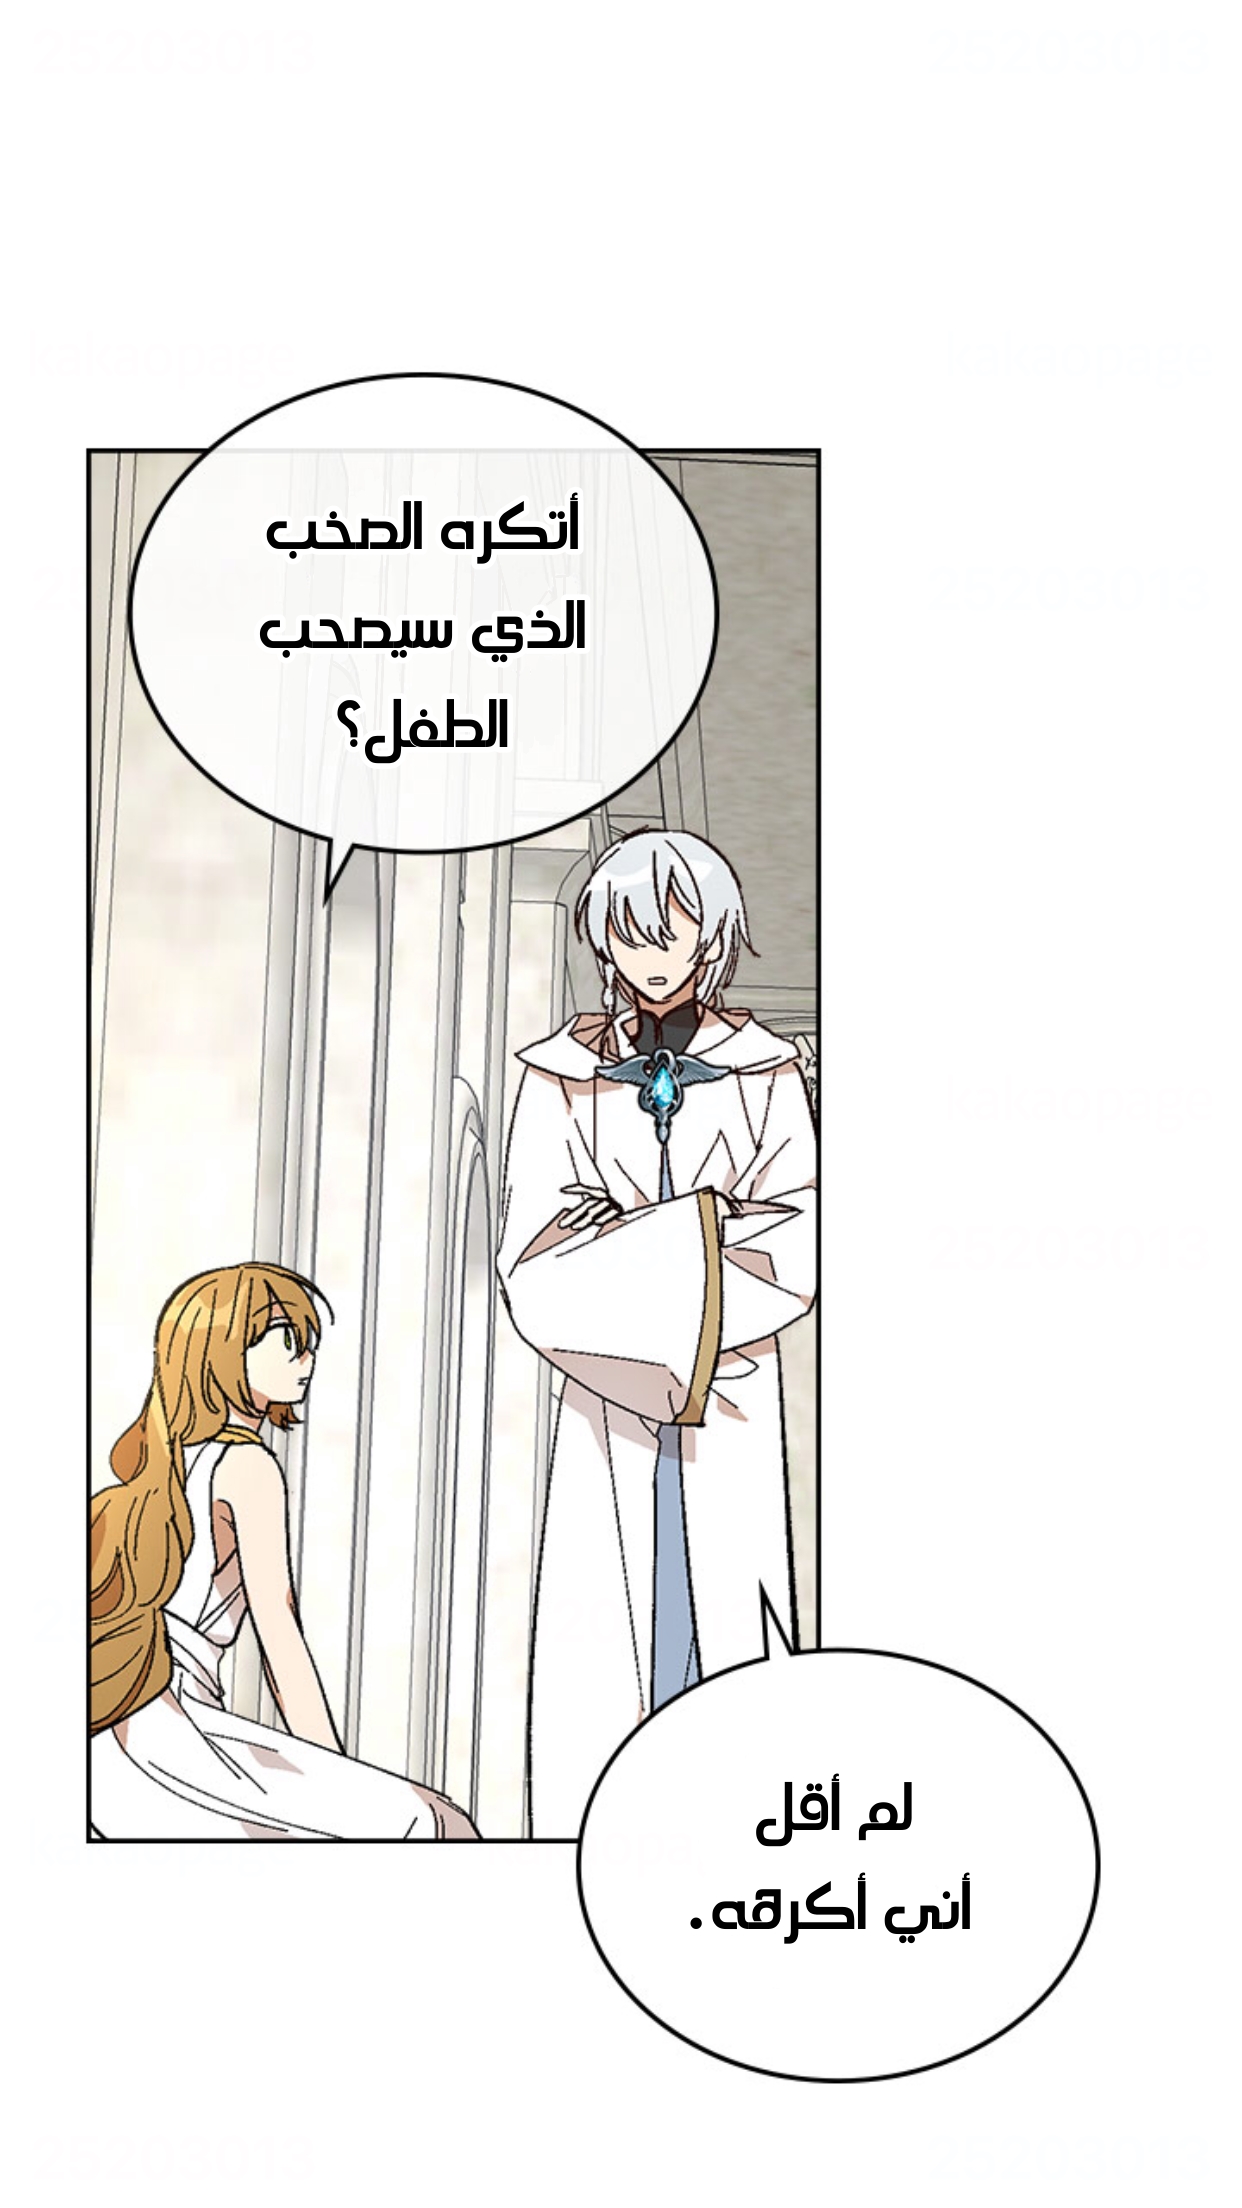 أتكره الصخب
الذي سيصحب
الطفل؟
لم أقل
أني أكرهه.